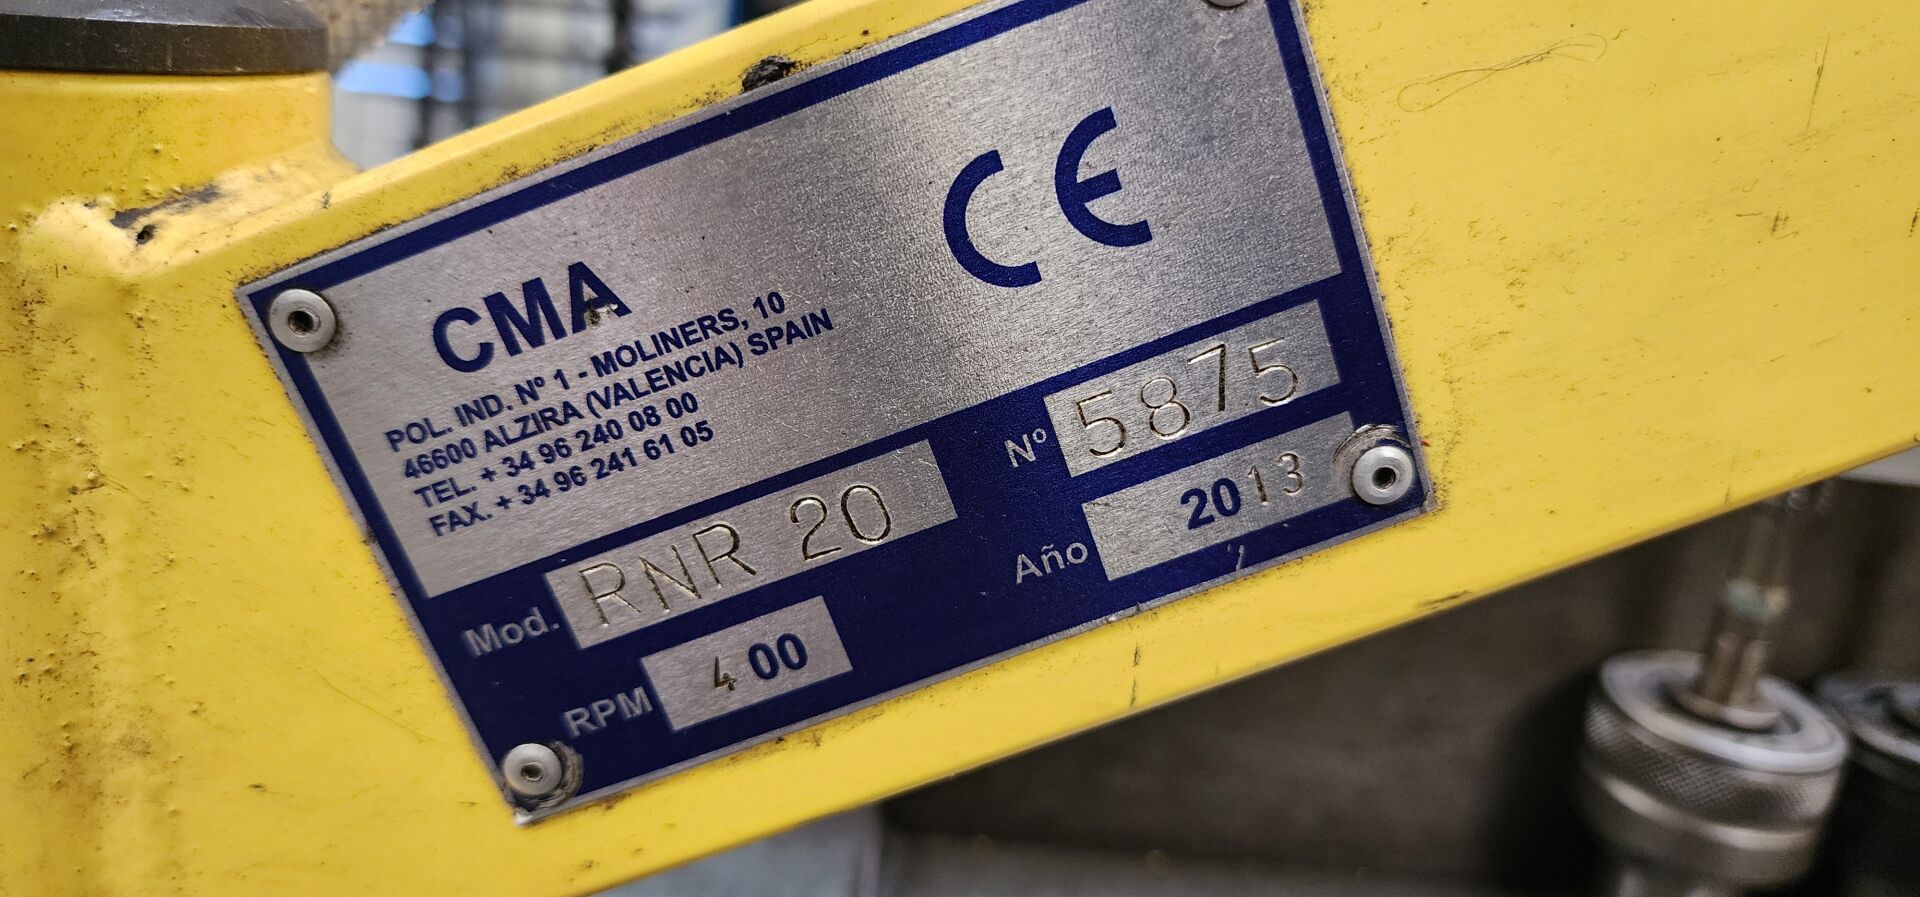 CE
CMA
POL. IND. Nº 1 - MOLINERS, 10
46600 ALZIRA (VALENCIA) SPAIN
TEL. + 34 96 240 08 00
FAX. + 34 96 241 61 05
Mod. RNR 20
Nº 5875
RPM 400
Año 2013